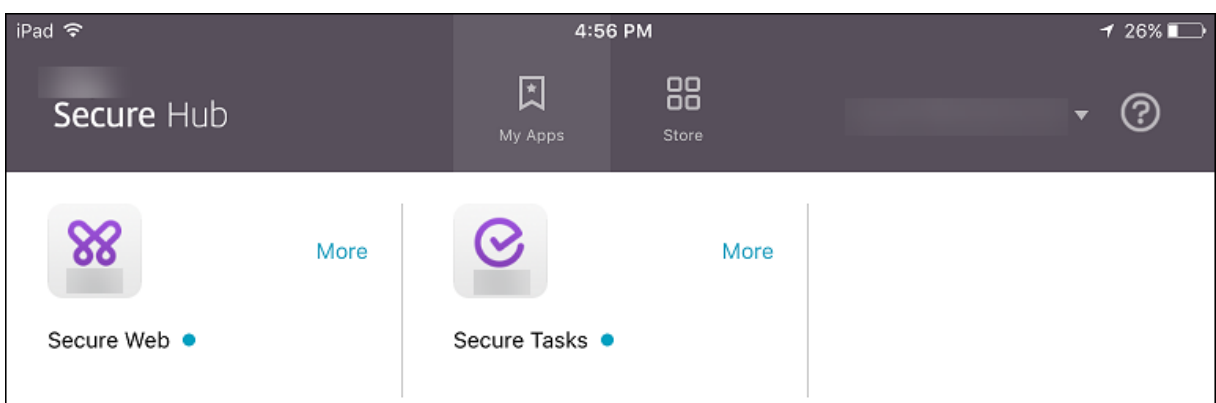 iPad 4:56 PM 26%
Secure Hub
My Apps Store
?
More More
Secure Web Secure Tasks